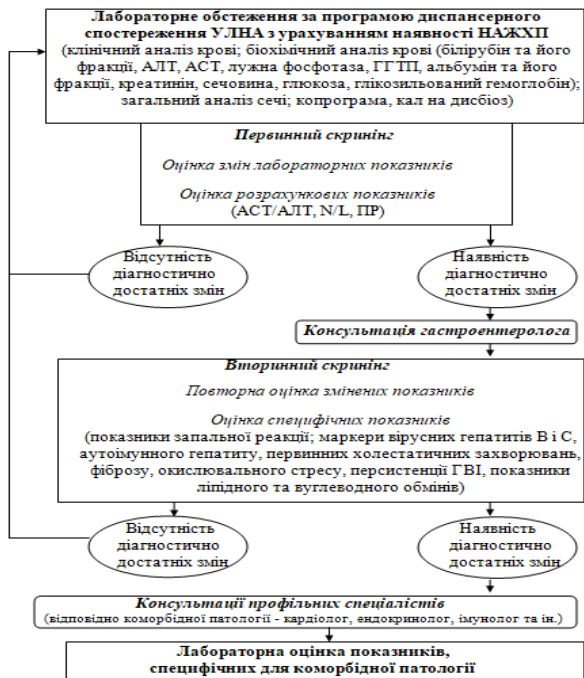 Лабораторне обстеження за програмою диспансерного
спостереження УЛНА з урахуванням наявності НАЖХП
(клінічний аналіз крові; біохімічний аналіз крові (білірубін та його
фракції, АЛТ, АСТ, лужна фосфотаза, ГГТП, альбумін та його
фракції, креатинін, сечовина, глюкоза, глікозильований гемоглобін);
загальний аналіз сечі; копрограма, кал на дисбіоз)
Первинний скринінг
Оцінка змін лабораторних показників
Оцінка розрахункових показників
(АСТ/АЛТ, N/L, ПР)
Відсутність
діагностично
достатніх змін
Наявність
діагностично
достатніх змін
Консультація гастроентеролога
Вторинний скринінг
Повторна оцінка змінених показників
Оцінка специфічних показників
(показники запальної реакції; маркери вірусних гепатитів В і С,
аутоімунного гепатиту, первинних холестатичних захворювань,
фіброзу, окислювального стресу, персистенції ГВІ, показники
ліпідного та вуглеводного обмінів)
Відсутність
діагностично
достатніх змін
Наявність
діагностично
достатніх змін
Консультації профільних спеціалістів
(відповідно коморбідної патології - кардіолог, ендокринолог, імунолог та ін.)
Лабораторна оцінка показників,
специфічних для коморбідної патології